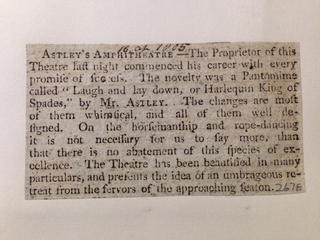 ASTLEY'S AMPHITHEATRE.—The Proprietor of this
Theatre laſt night commenced his career with every
promiſe of ſucceſs. The novelty was a Pantomime
called "Laugh and lay down, or Harlequin King of
Spades," by Mr. ASTLEY. The changes are moſt
of them whimſical, and all of them well de-
ſigned. On the horſemanſhip and rope-dancing
it is not neceſſary for us to ſay more, than
that there is no abatement of this ſpecies of ex-
cellence. The Theatre has been beautified in many
particulars, and preſents the idea of an umbrageous re-
treat from the fervors of the approaching ſeaſon.